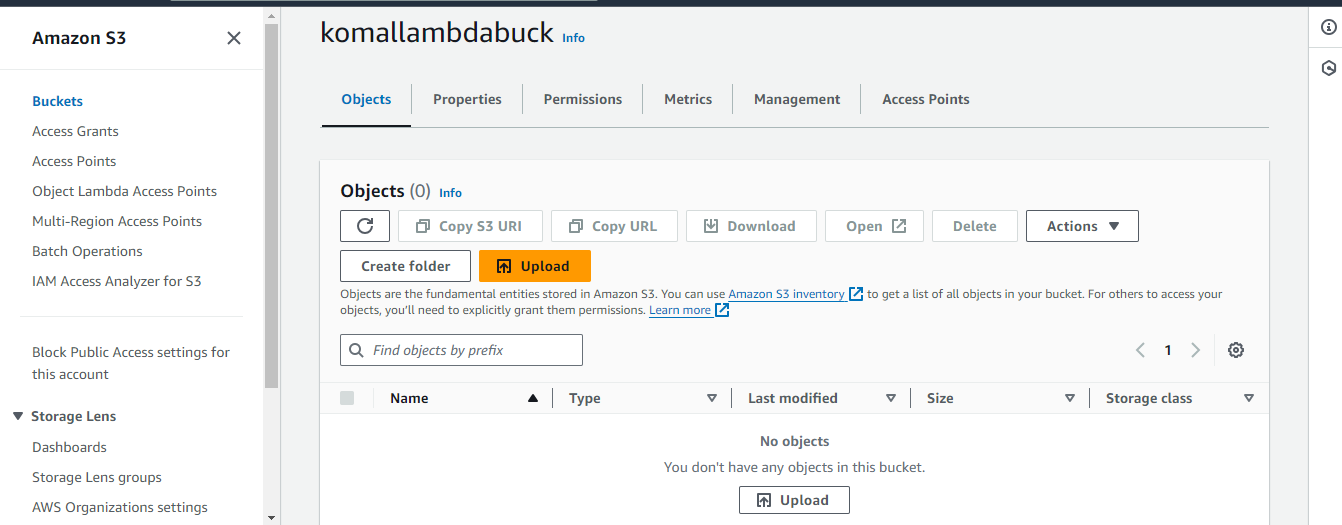 Amazon S3
Buckets
Access Grants
Access Points
Object Lambda Access Points
Multi-Region Access Points
Batch Operations
IAM Access Analyzer for S3
Block Public Access settings for
this account
Storage Lens
Dashboards
Storage Lens groups
AWS Organizations settings
komallambdabuck Info
Objects Properties Permissions Metrics Management Access Points
Objects (0) Info
Copy S3 URI Copy URL Download Open Delete Actions
Create folder Upload
Objects are the fundamental entities stored in Amazon S3. You can use Amazon S3 inventory to get a list of all objects in your bucket. For others to access your
objects, you'll need to explicitly grant them permissions. Learn more
Find objects by prefix 1
Name Type Last modified Size Storage class
No objects
You don't have any objects in this bucket.
Upload